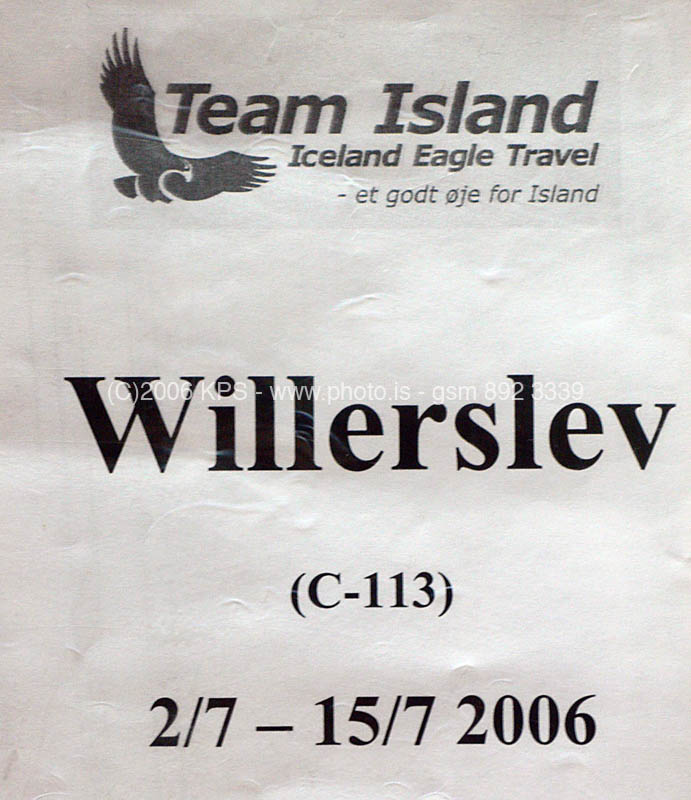 Team Island
Iceland Eagle Travel
- et godt øje for Island
Willerslev
(C)2006 KPS - www.photo.is - gsm 892 3339
(C-113)
2/7 – 15/7 2006